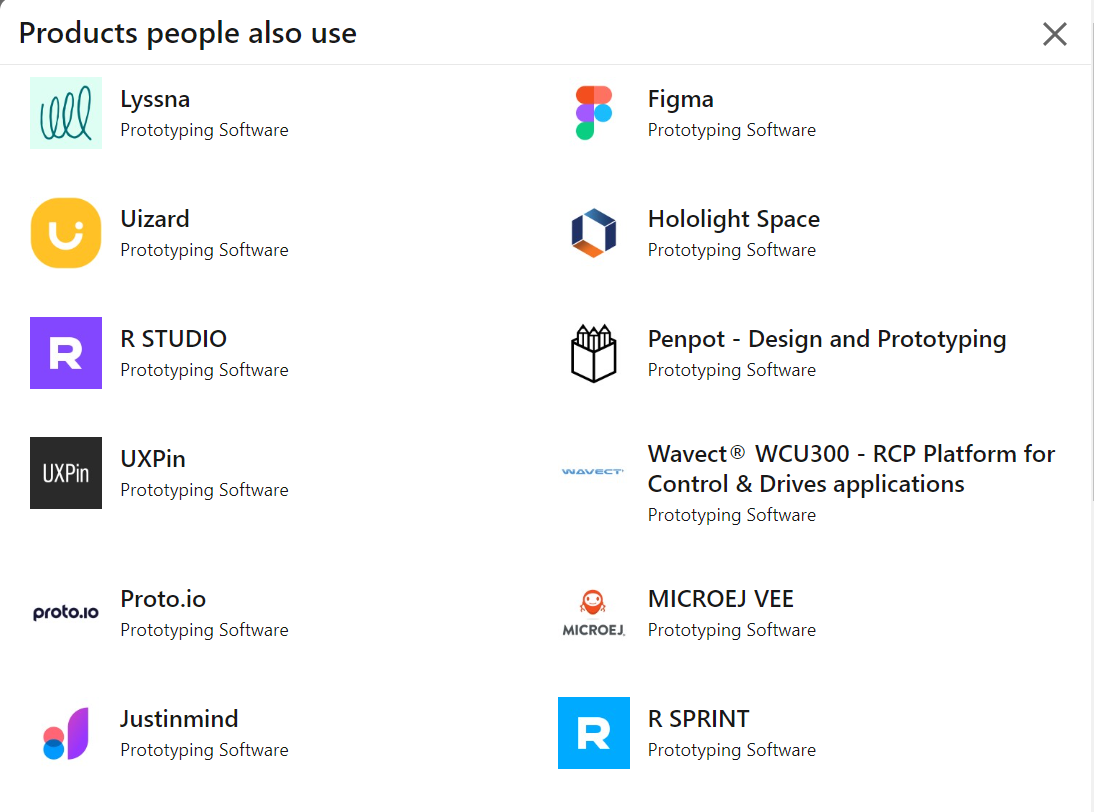 Products people also use
Lyssna
Prototyping Software
Figma
Prototyping Software
Uizard
Prototyping Software
Hololight Space
Prototyping Software
R
R STUDIO
Prototyping Software
Penpot - Design and Prototyping
Prototyping Software
UXPin
UXPin
Prototyping Software
WAVECT
Wavect® WCU300 - RCP Platform for
Control & Drives applications
Prototyping Software
proto.io
Proto.io
Prototyping Software
MICROEJ.
MICROEJ VEE
Prototyping Software
Justinmind
Prototyping Software
R
R SPRINT
Prototyping Software